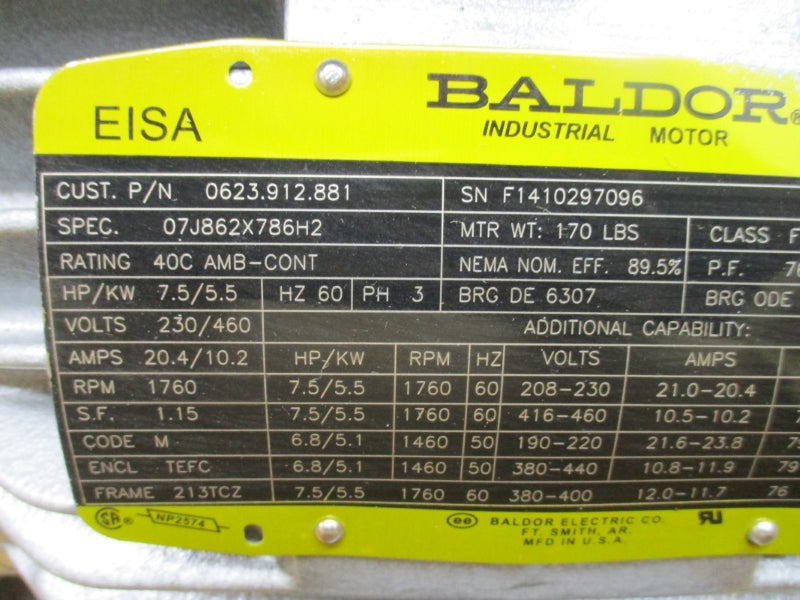 EISA
BALDOR®
INDUSTRIAL MOTOR
CUST. P/N 0623.912.881 SN F1410297096
SPEC. 07J862X786H2 MTR WT: 170 LBS CLASS F
RATING 40C AMB-CONT NEMA NOM. EFF. 89.5% P.F. 76
HP/KW 7.5/5.5 HZ 60 PH 3 BRG DE 6307 BRG ODE
VOLTS 230/460 ADDITIONAL CAPABILITY:
AMPS 20.4/10.2 HP/KW RPM HZ VOLTS AMPS
RPM 1760 7.5/5.5 1760 60 208-230 21.0-20.4
S.F. 1.15 7.5/5.5 1760 60 416-460 10.5-10.2
CODE M 6.8/5.1 1460 50 190-220 21.6-23.8
ENCL TEFC 6.8/5.1 1460 50 380-440 10.8-11.9 79
FRAME 213TCZ 7.5/5.5 1760 60 380-400 12.0-11.7 76
NP2574
BALDOR ELECTRIC CO.
FT. SMITH, AR.
MFD IN U.S.A.